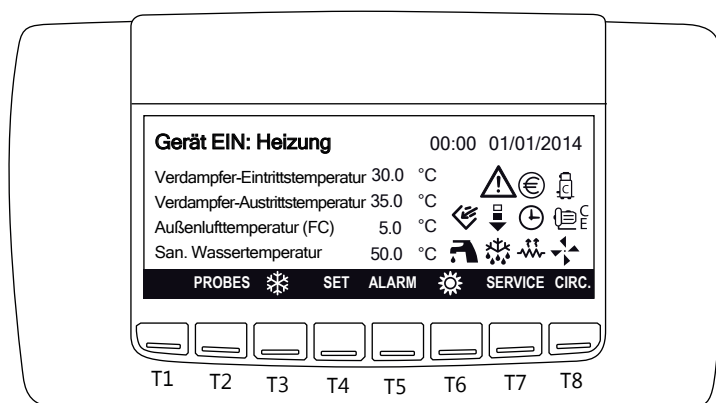 Gerät EIN: Heizung 00:00 01/01/2014
Verdampfer-Eintrittstemperatur 30.0 °C
Verdampfer-Austrittstemperatur 35.0 °C
Außenlufttemperatur (FC) 5.0 °C
San. Wassertemperatur 50.0 °C
€ C
C E
PROBES SET ALARM SERVICE CIRC.
T1 T2 T3 T4 T5 T6 T7 T8